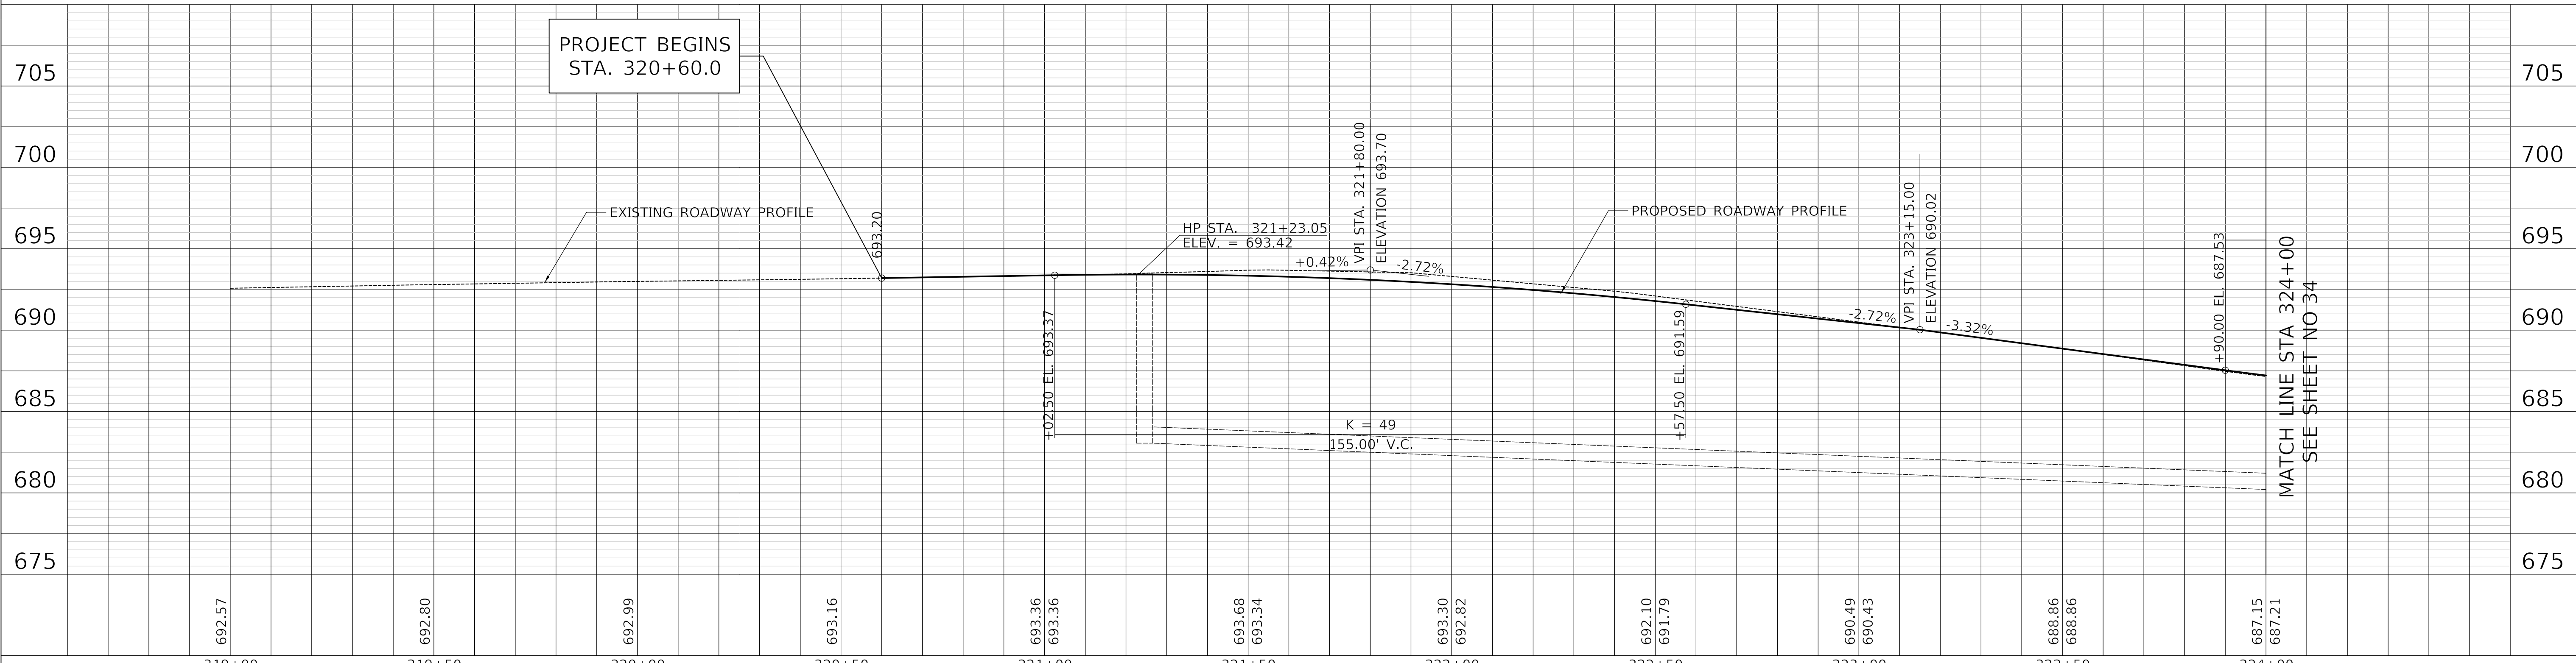 PROJECT BEGINS
STA. 320+60.0
705
705
700
700
695
695
690
690
685
685
680
680
675
675
EXISTING ROADWAY PROFILE
693.20
HP STA. 321+23.05
ELEV. = 693.42
+0.42%
VPI STA. 321+80.00
ELEVATION 693.70
-2.72%
PROPOSED ROADWAY PROFILE
-2.72%
VPI STA. 323+15.00
ELEVATION 690.02
-3.32%
+90.00 EL. 687.53
MATCH LINE STA 324+00
SEE SHEET NO 34
+02.50 EL. 693.37
+57.50 EL. 691.59
K = 49
155.00' V.C.
692.57
692.80
692.99
693.16
693.36
693.36
693.68
693.34
693.30
692.82
692.10
691.79
690.49
690.43
688.86
688.86
687.15
687.21